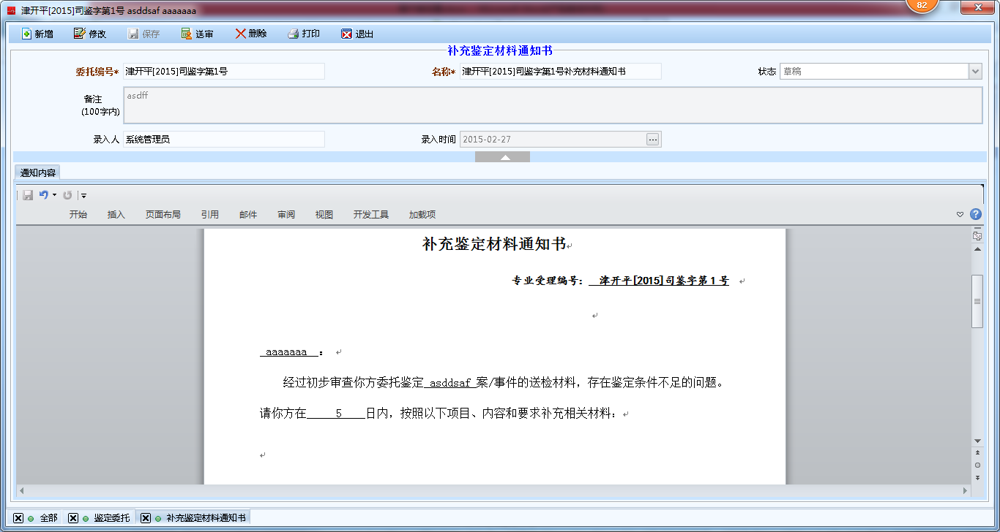 津开平[2015]司鉴字第1号 asddsaf aaaaaaa
82
新增 修改 保存 送审 删除 打印 退出
补充鉴定材料通知书
委托编号* 津开平[2015]司鉴字第1号 名称* 津开平[2015]司鉴字第1号补充材料通知书 状态 草稿
备注 asdff
(100字内)
录入人 系统管理员 录入时间 2015-02-27 ...
通知内容
开始 插入 页面布局 引用 邮件 审阅 视图 开发工具 加载项
补充鉴定材料通知书
专业受理编号： 津开平[2015]司鉴字第1号
aaaaaaa ：
经过初步审查你方委托鉴定 asddsaf 案/事件的送检材料，存在鉴定条件不足的问题。
请你方在 5 日内，按照以下项目、内容和要求补充相关材料：
全部 鉴定委托 补充鉴定材料通知书